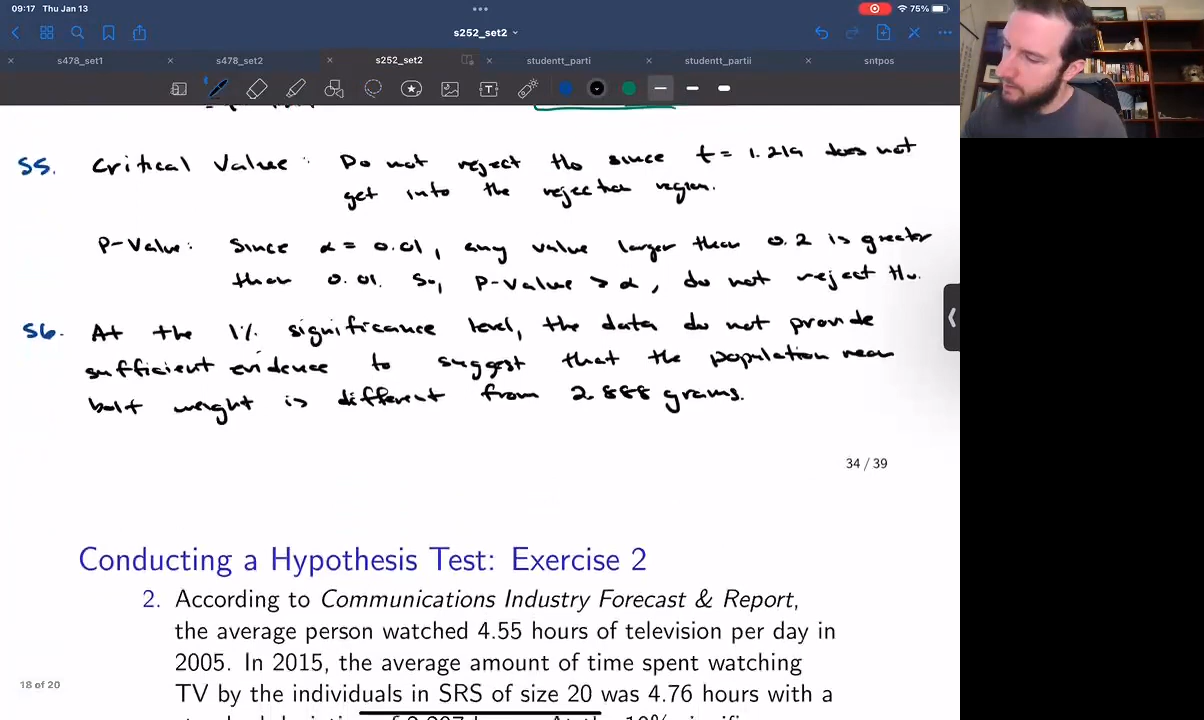 09:17 Thu Jan 13
75%
s252_set2
s478_set1
s478_set2
s252_set2
studentt_parti
studentt_partii
sntpos
S5. Critical Value: Do not reject H₀ since t = 1.219 does not
get into the rejection region.
P-Value: Since α = 0.01, any value larger than 0.2 is greater
than 0.01. So, P-Value > α, do not reject H₀.
S6. At the 1% significance level, the data do not provide
sufficient evidence to suggest that the population mean
bolt weight is different from 2.888 grams.
34 / 39
Conducting a Hypothesis Test: Exercise 2
2. According to Communications Industry Forecast & Report,
the average person watched 4.55 hours of television per day in
2005. In 2015, the average amount of time spent watching
18 of 20
TV by the individuals in SRS of size 20 was 4.76 hours with a